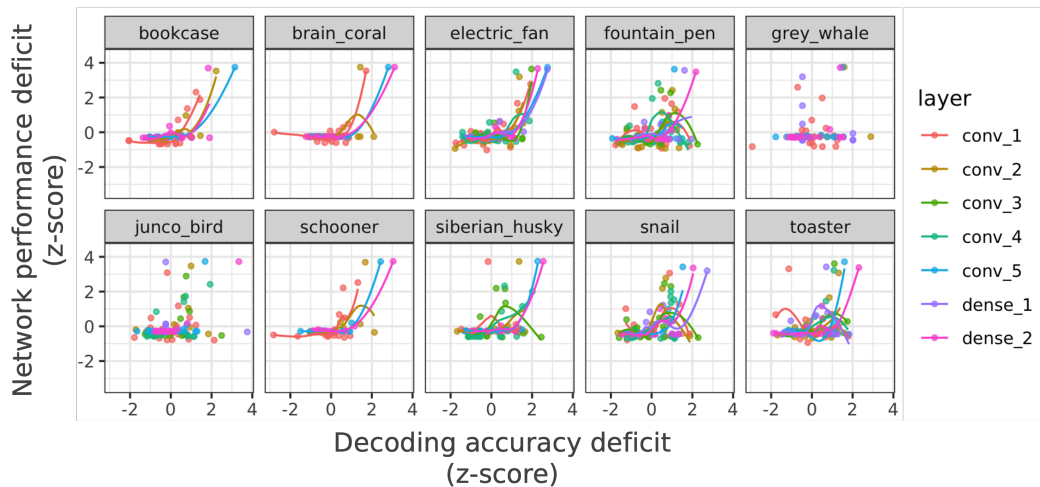 Network performance deficit
(z-score)
bookcase
brain_coral
electric_fan
fountain_pen
grey_whale
4
2
0
-2
junco_bird
schooner
siberian_husky
snail
toaster
4
2
0
-2
-2 0 2 4
-2 0 2 4
-2 0 2 4
-2 0 2 4
-2 0 2 4
Decoding accuracy deficit
(z-score)
layer
conv_1
conv_2
conv_3
conv_4
conv_5
dense_1
dense_2